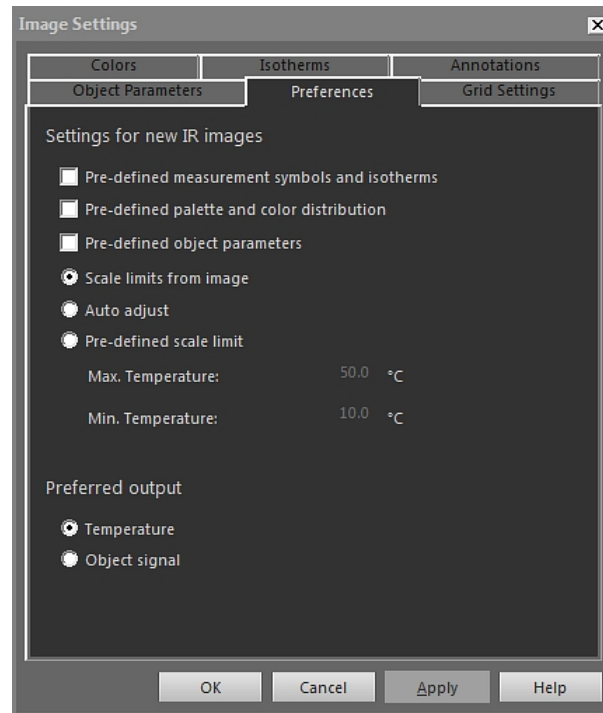 Image Settings
Colors Isotherms Annotations
Object Parameters Preferences Grid Settings
Settings for new IR images
Pre-defined measurement symbols and isotherms
Pre-defined palette and color distribution
Pre-defined object parameters
Scale limits from image
Auto adjust
Pre-defined scale limit
Max. Temperature: 50.0 °C
Min. Temperature: 10.0 °C
Preferred output
Temperature
Object signal
OK Cancel Apply Help